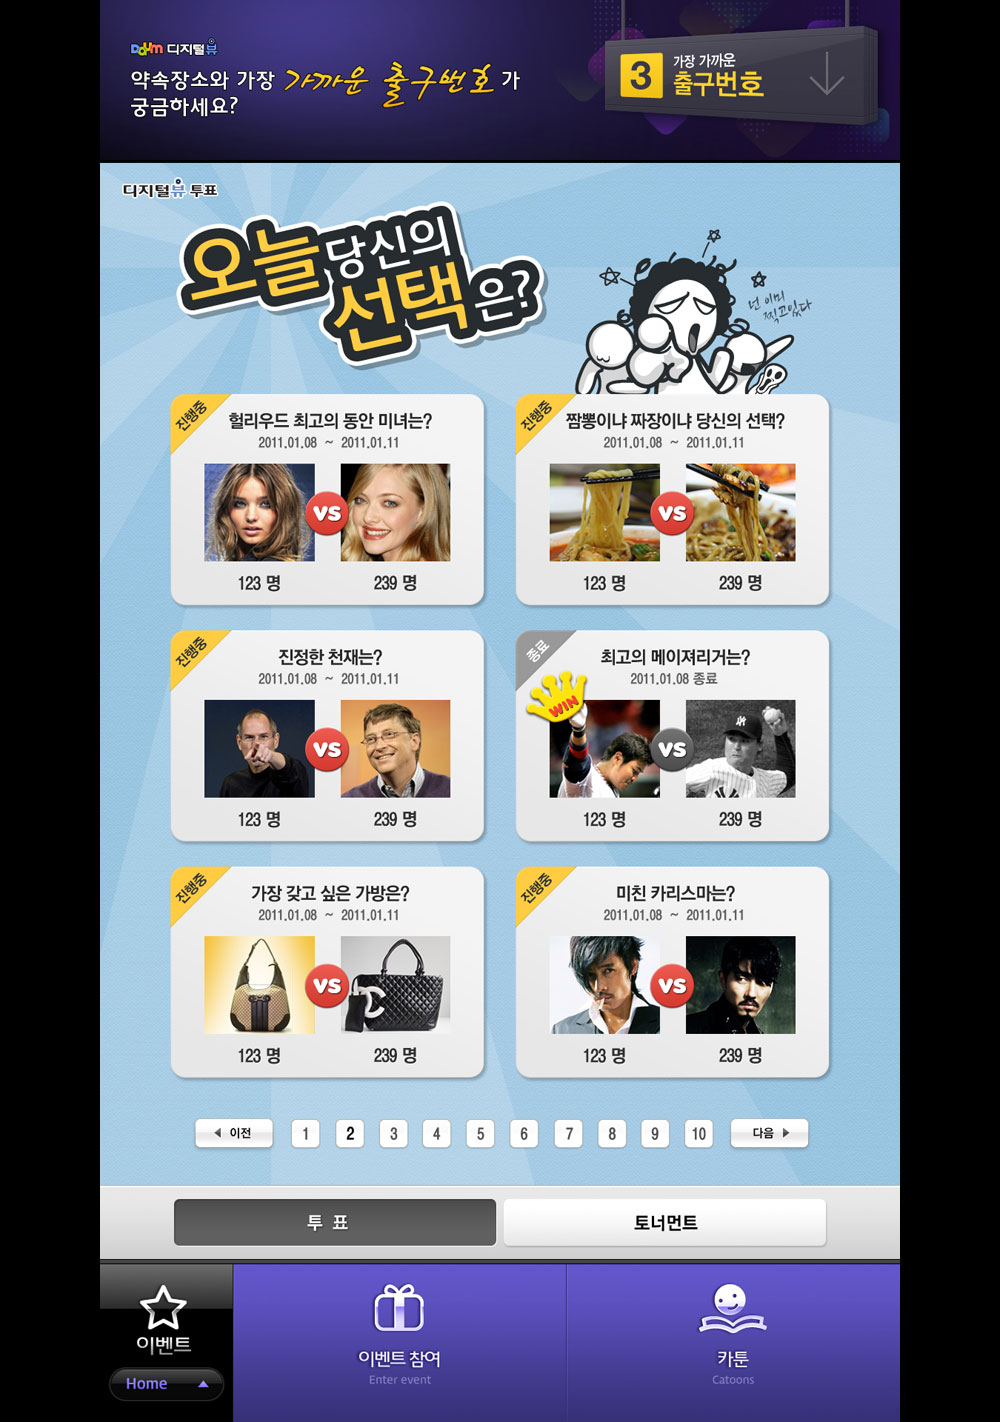 Daum 디지털뷰
약속장소와 가장 가까운 출구번호가
궁금하세요?
3
가장 가까운
출구번호
디지털뷰 투표
오늘 당신의
선택은?
넌 이미
찍고있다
진행중
헐리우드 최고의 동안 미녀는?
2011.01.08 ~ 2011.01.11
VS
123 명
239 명
진행중
짬뽕이냐 짜장이냐 당신의 선택?
2011.01.08 ~ 2011.01.11
VS
123 명
239 명
진행중
진정한 천재는?
2011.01.08 ~ 2011.01.11
VS
123 명
239 명
종료
최고의 메이져리거는?
2011.01.08 종료
WIN
VS
123 명
239 명
진행중
가장 갖고 싶은 가방은?
2011.01.08 ~ 2011.01.11
VS
123 명
239 명
진행중
미친 카리스마는?
2011.01.08 ~ 2011.01.11
VS
123 명
239 명
이전 1 2 3 4 5 6 7 8 9 10 다음
투 표
토너먼트
이벤트
Home
이벤트 참여
Enter event
카툰
Catoons